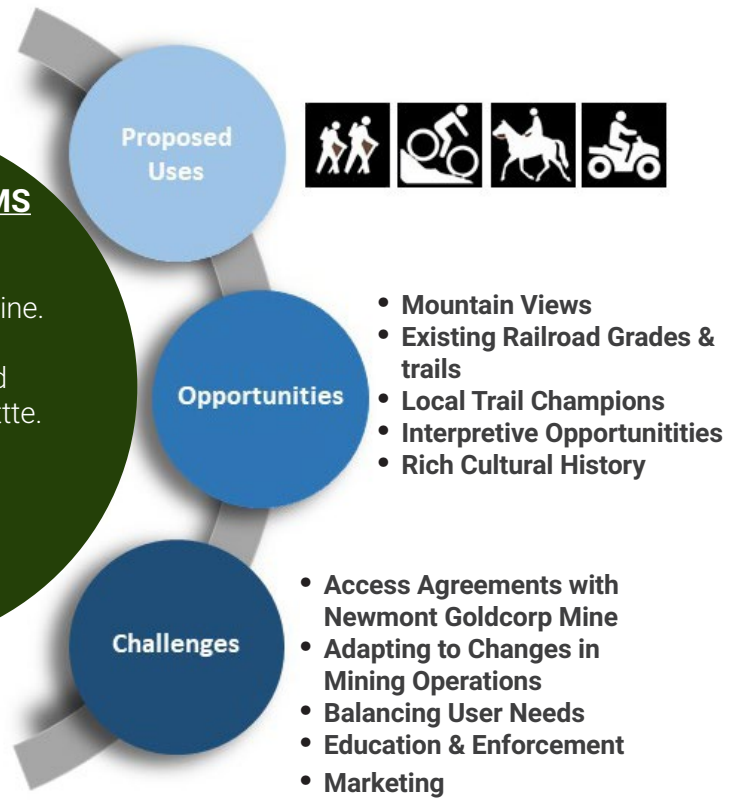 MS
ine.
d
tte.
Proposed
Uses
Opportunities
• Mountain Views
• Existing Railroad Grades &
trails
• Local Trail Champions
• Interpretive Opportunitities
• Rich Cultural History
Challenges
• Access Agreements with
Newmont Goldcorp Mine
• Adapting to Changes in
Mining Operations
• Balancing User Needs
• Education & Enforcement
• Marketing